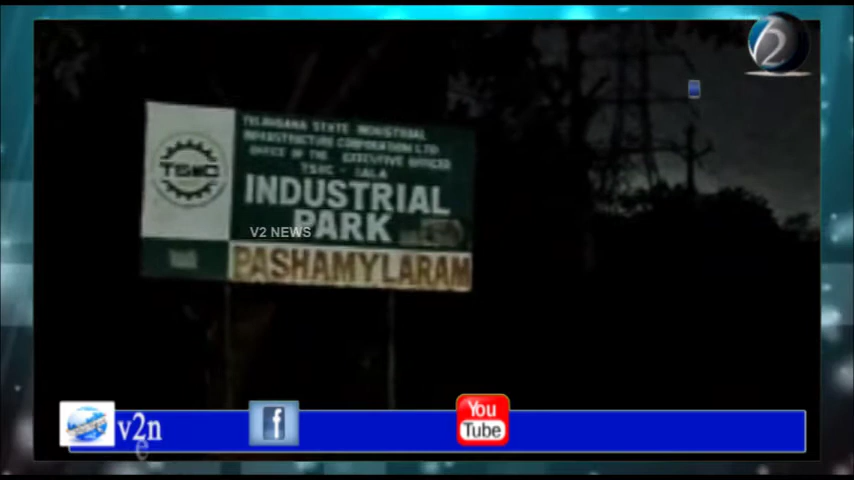 2
TELANGANA STATE INDUSTRIAL
INFRASTRUCTURE CORPORATION LTD.
OFFICE OF THE EXECUTIVE OFFICER
TSIIC - IALA
TSIIC
INDUSTRIAL
PARK
V2 NEWS
PASHAMYLARAM
v2n
e
f
You
Tube